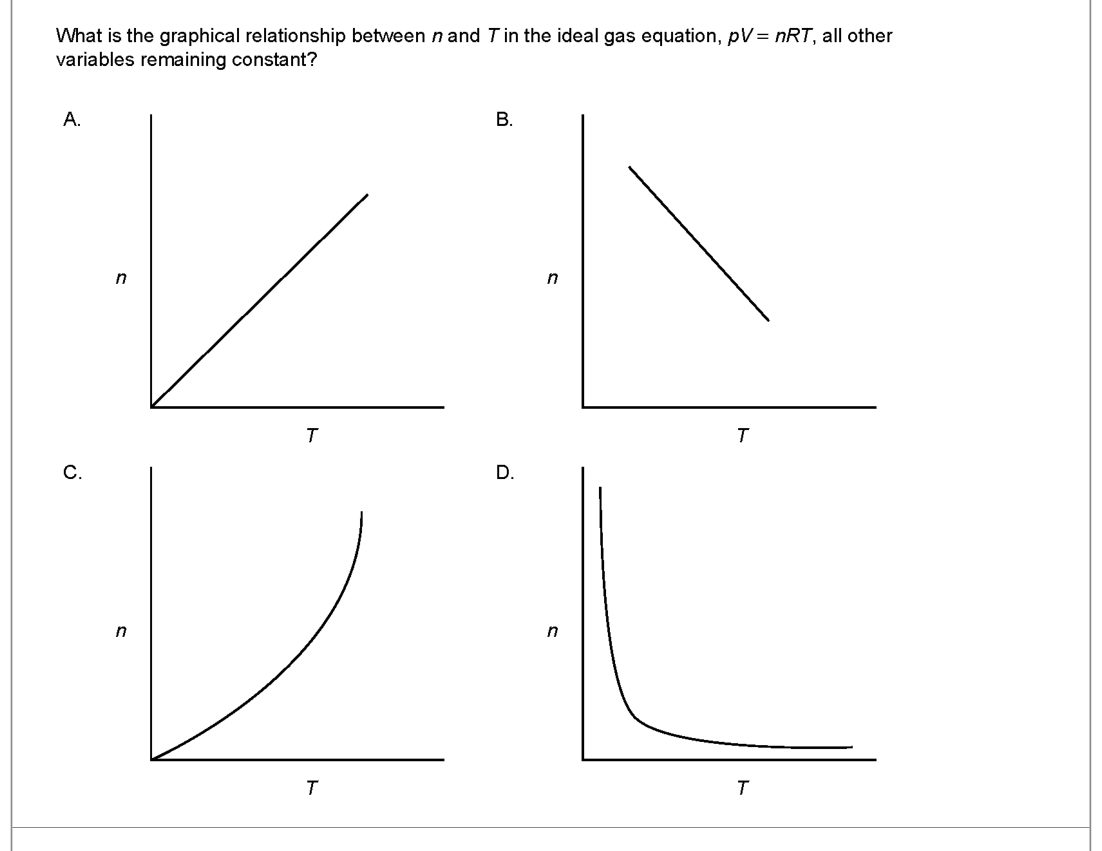 What is the graphical relationship between n and T in the ideal gas equation, pV = nRT, all other
variables remaining constant?
A.
B.
n
n
T
T
C.
D.
n
n
T
T